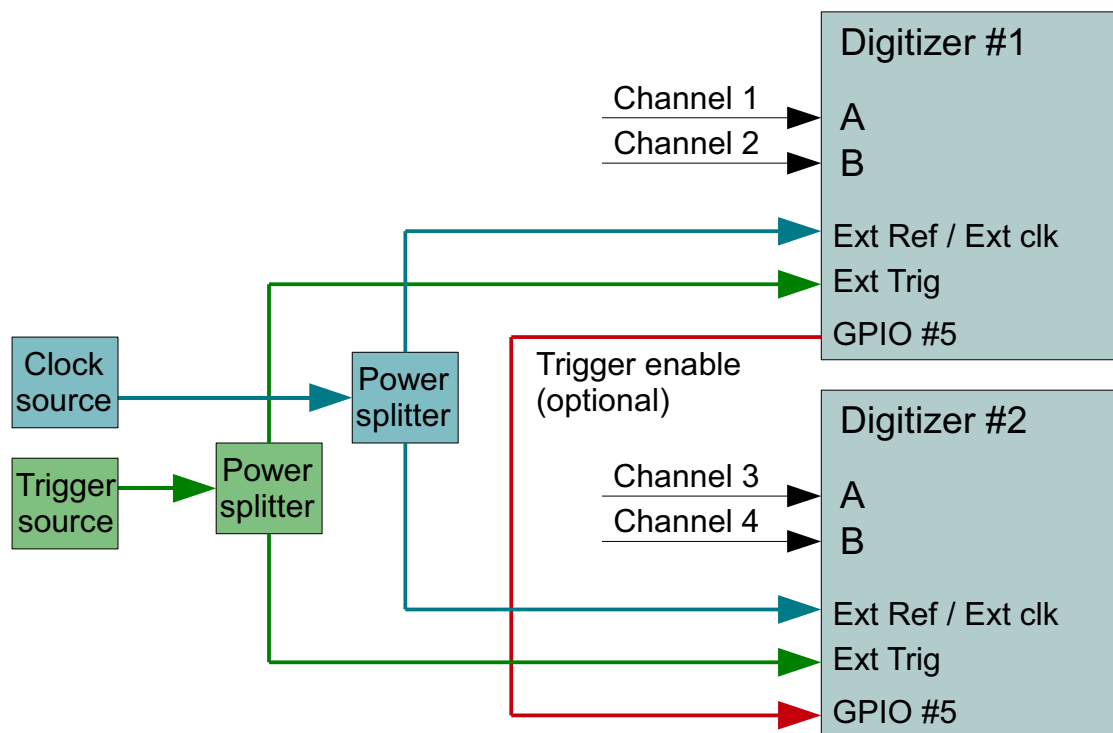 Digitizer #1
Channel 1
A
Channel 2
B
Ext Ref / Ext clk
Ext Trig
GPIO #5
Clock
source
Power
splitter
Trigger enable
(optional)
Trigger
source
Power
splitter
Digitizer #2
Channel 3
A
Channel 4
B
Ext Ref / Ext clk
Ext Trig
GPIO #5